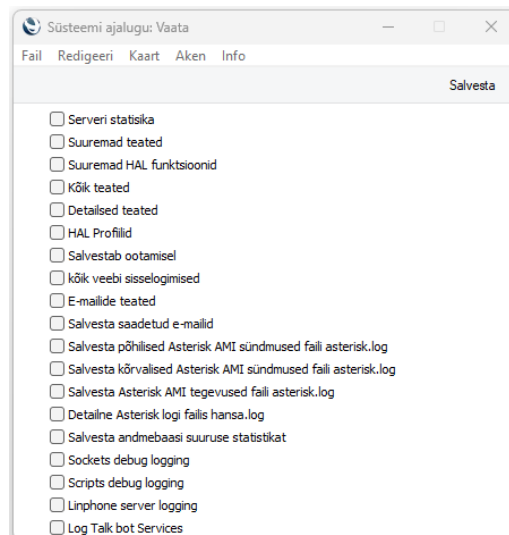 Süsteemi ajalugu: Vaata
Fail Redigeeri Kaart Aken Info
Salvesta
Serveri statisika
Suuremad teated
Suuremad HAL funktsioonid
Kõik teated
Detailsed teated
HAL Profiilid
Salvestab ootamisel
kõik veebi sisselogimised
E-mailide teated
Salvesta saadetud e-mailid
Salvesta põhilised Asterisk AMI sündmused faili asterisk.log
Salvesta kõrvalised Asterisk AMI sündmused faili asterisk.log
Salvesta Asterisk AMI tegevused faili asterisk.log
Detailne Asterisk logi failis hansa.log
Salvesta andmebaasi suuruse statistikat
Sockets debug logging
Scripts debug logging
Linphone server logging
Log Talk bot Services